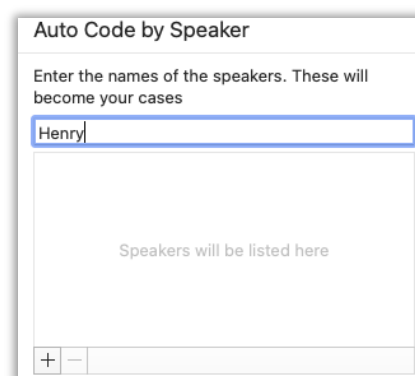 Auto Code by Speaker
Enter the names of the speakers. These will
become your cases
Henry
Speakers will be listed here